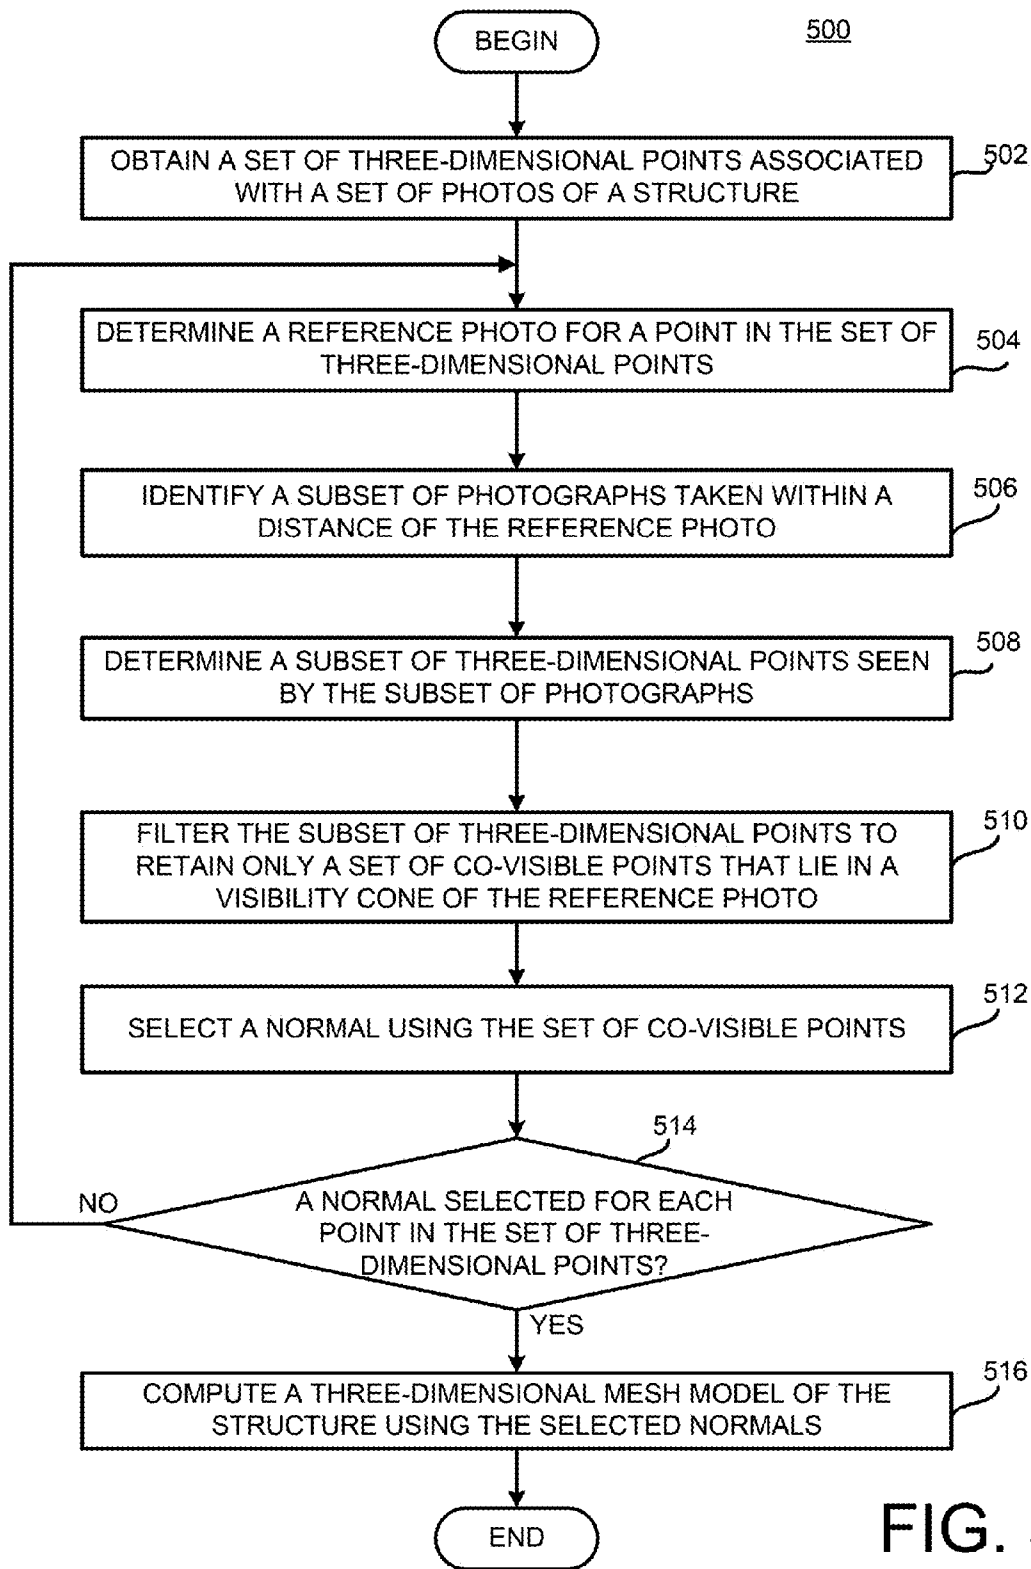 BEGIN
500
OBTAIN A SET OF THREE-DIMENSIONAL POINTS ASSOCIATED
WITH A SET OF PHOTOS OF A STRUCTURE
502
DETERMINE A REFERENCE PHOTO FOR A POINT IN THE SET OF
THREE-DIMENSIONAL POINTS
504
IDENTIFY A SUBSET OF PHOTOGRAPHS TAKEN WITHIN A
DISTANCE OF THE REFERENCE PHOTO
506
DETERMINE A SUBSET OF THREE-DIMENSIONAL POINTS SEEN
BY THE SUBSET OF PHOTOGRAPHS
508
FILTER THE SUBSET OF THREE-DIMENSIONAL POINTS TO
RETAIN ONLY A SET OF CO-VISIBLE POINTS THAT LIE IN A
VISIBILITY CONE OF THE REFERENCE PHOTO
510
SELECT A NORMAL USING THE SET OF CO-VISIBLE POINTS
512
514
NO
A NORMAL SELECTED FOR EACH
POINT IN THE SET OF THREE-
DIMENSIONAL POINTS?
YES
COMPUTE A THREE-DIMENSIONAL MESH MODEL OF THE
STRUCTURE USING THE SELECTED NORMALS
516
END
FIG.